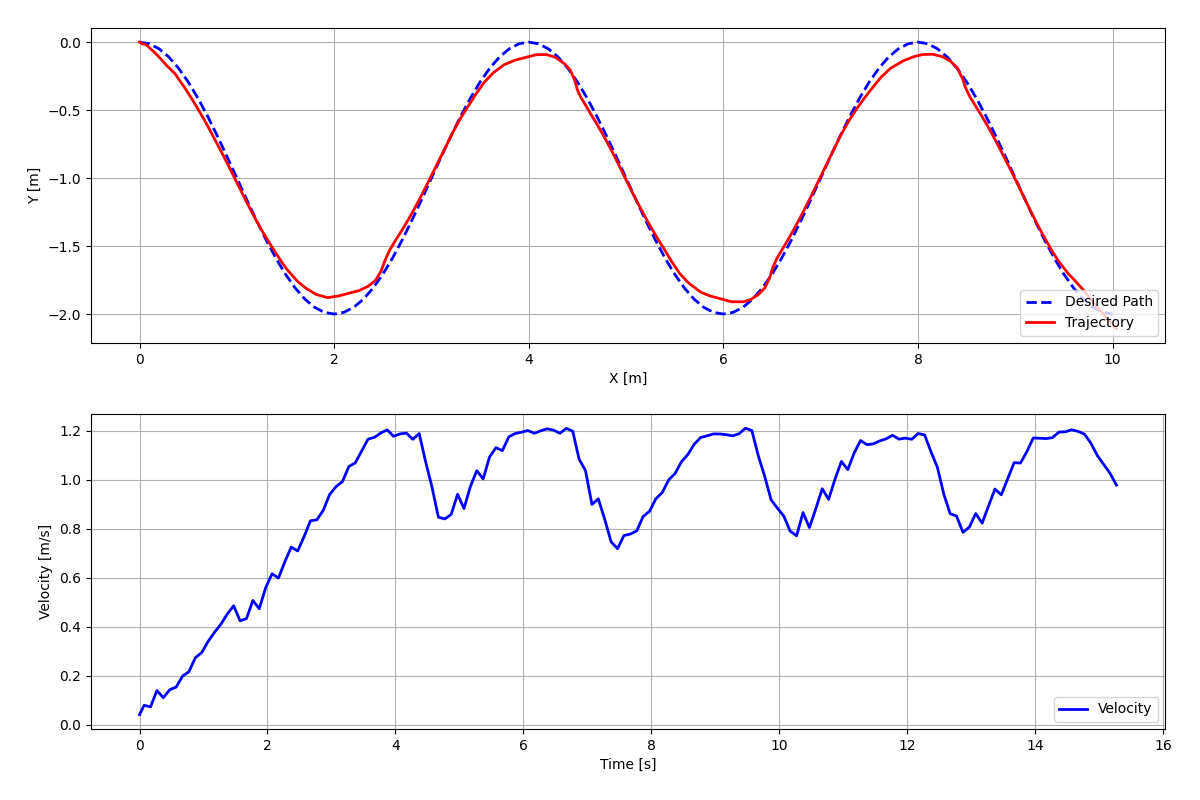 0.0
−0.5
−1.0
−1.5
−2.0
Y [m]
0 2 4 6 8 10
X [m]
Desired Path
Trajectory
1.2
1.0
0.8
0.6
0.4
0.2
0.0
Velocity [m/s]
Velocity
0 2 4 6 8 10 12 14 16
Time [s]